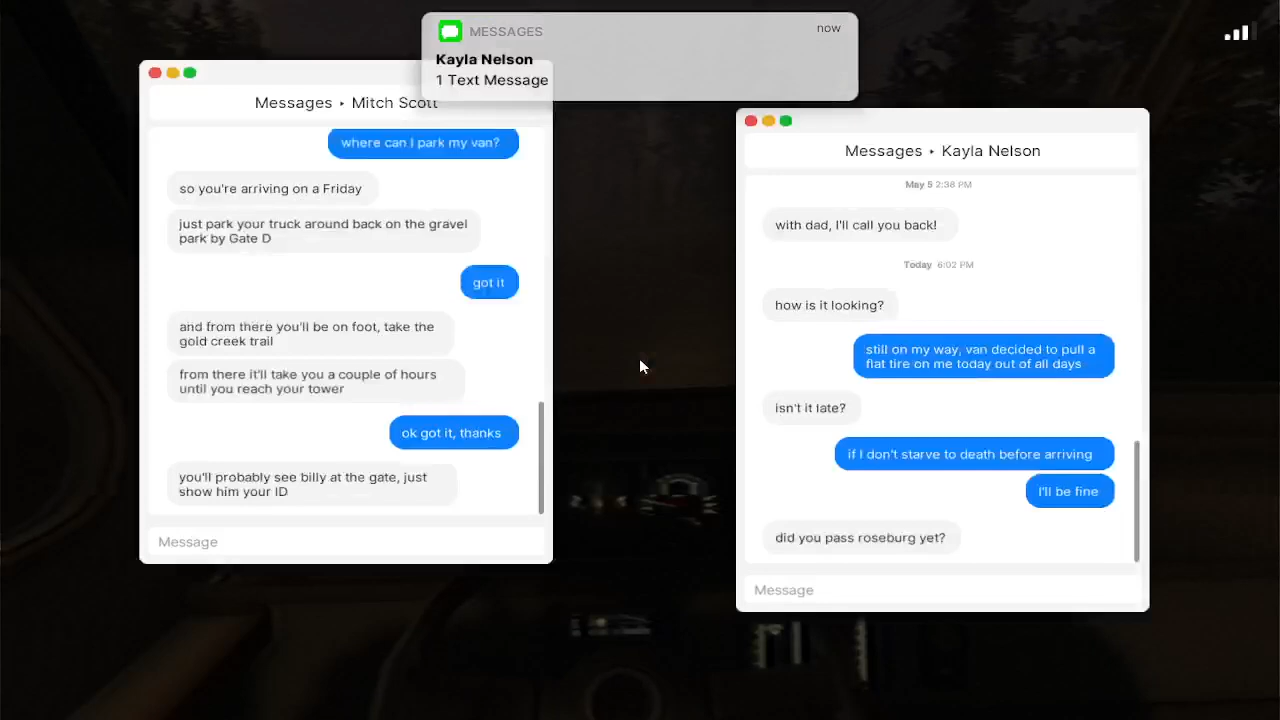 MESSAGES
now
Kayla Nelson
1 Text Message
Messages ‣ Mitch Scott
where can I park my van?
so you're arriving on a Friday
just park your truck around back on the gravel
park by Gate D
got it
and from there you'll be on foot, take the
gold creek trail
from there it'll take you a couple of hours
until you reach your tower
ok got it, thanks
you'll probably see billy at the gate, just
show him your ID
Message
Messages ‣ Kayla Nelson
May 5 2:38 PM
with dad, I'll call you back!
Today 6:02 PM
how is it looking?
still on my way, van decided to pull a
flat tire on me today out of all days
isn't it late?
if I don't starve to death before arriving
I'll be fine
did you pass roseburg yet?
Message